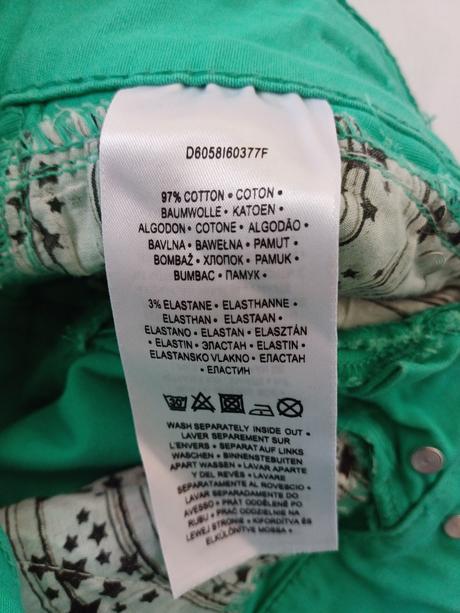 D6058I60377F
97% COTTON • COTON •
BAUMWOLLE • KATOEN •
ALGODON • COTONE • ALGODÃO •
BAVLNA • BAWEŁNA • PAMUT •
BOMBAŽ • ХЛОПОК • PAMUK •
BUMBAC • ПАМУК •
3% ELASTANE • ELASTHANNE •
ELASTHAN • ELASTAAN •
ELASTANO • ELASTAN • ELASZTÁN
• ELASTIN • ЭЛАСТАН • ELASTIN •
ELASTANSKO VLAKNO • ЕЛАСТАН
• ЕЛАСТИН
30
WASH SEPARATELY INSIDE OUT •
LAVER SEPAREMENT SUR
L'ENVERS • SEPARAT AUF LINKS
WASCHEN • BINNENSTEBUITEN
APART WASSEN • LAVAR APARTE
Y DEL REVÉS • LAVARE
SEPARATAMENTE AL ROVESCIO •
LAVAR SEPARADAMENTE DO
AVESSO • PRÁT ODDĚLENĚ PO
RUBU • PRAĆ ODDZIELNIE NA
LEWEJ STRONIE • KIFORDÍTVA ÉS
ELKÜLÖNÍTVE MOSSA •